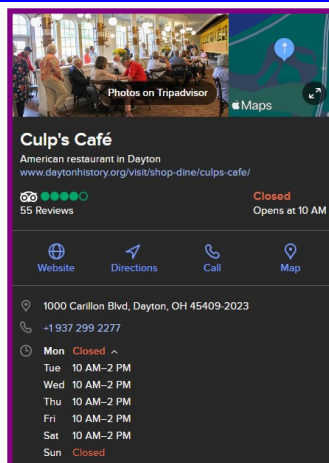 Photos on Tripadvisor
Maps
Culp's Café
American restaurant in Dayton
www.daytonhistory.org/visit/shop-dine/culps-cafe/
Closed
55 Reviews
Opens at 10 AM
Website
Directions
Call
Map
1000 Carillon Blvd, Dayton, OH 45409-2023
+1 937 299 2277
Mon Closed
Tue 10 AM–2 PM
Wed 10 AM–2 PM
Thu 10 AM–2 PM
Fri 10 AM–2 PM
Sat 10 AM–2 PM
Sun Closed